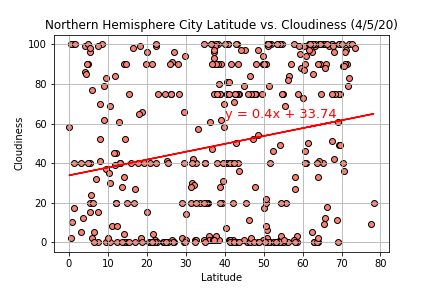 Northern Hemisphere City Latitude vs. Cloudiness (4/5/20)
100
80
60
40
20
0
Cloudiness
y = 0.4x + 33.74
0 10 20 30 40 50 60 70 80
Latitude